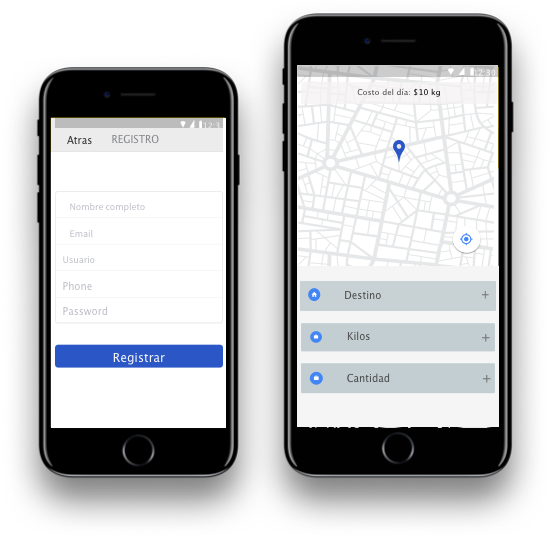 Atras REGISTRO
Nombre completo
Email
Usuario
Phone
Password
Registrar
Costo del día: $10 kg
Destino +
Kilos +
Cantidad +